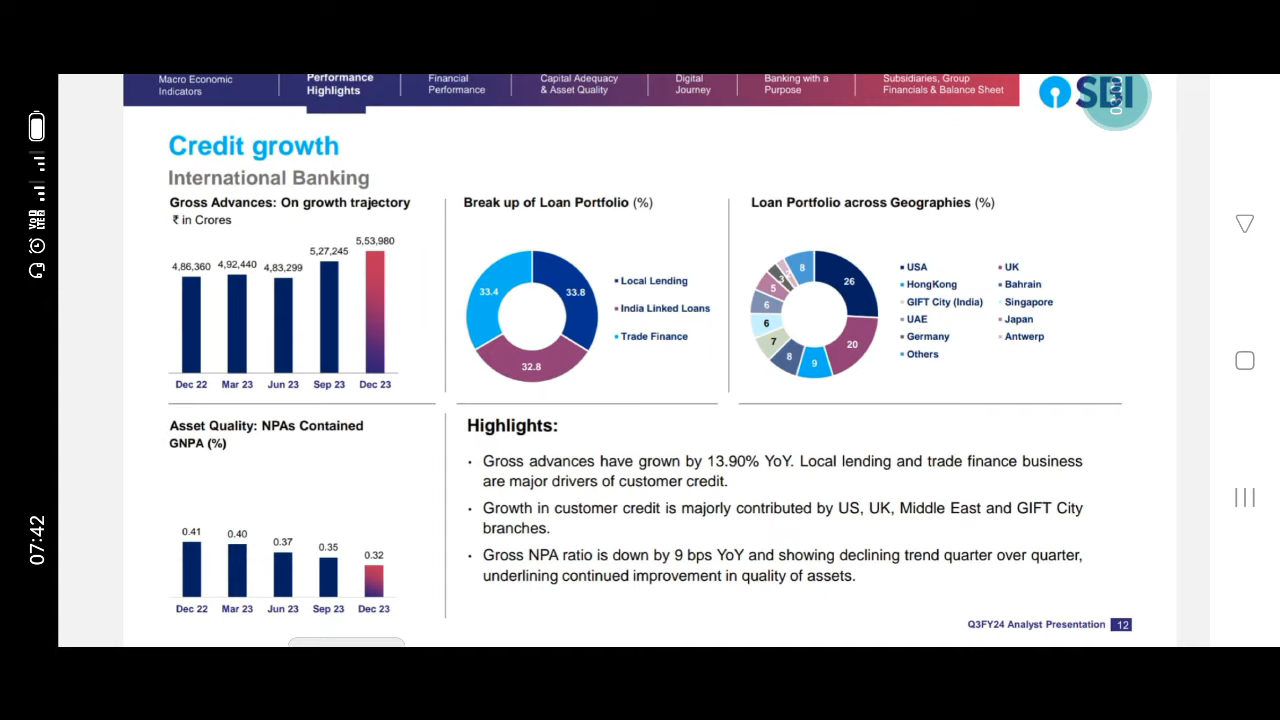 Macro Economic
Indicators
Performance
Highlights
Financial
Performance
Capital Adequacy
& Asset Quality
Digital
Journey
Banking with a
Purpose
Subsidiaries, Group
Financials & Balance Sheet
SBI
Credit growth
International Banking
Gross Advances: On growth trajectory
₹ in Crores
4,86,360
4,92,440
4,83,299
5,27,245
5,53,980
Dec 22
Mar 23
Jun 23
Sep 23
Dec 23
Break up of Loan Portfolio (%)
33.4
33.8
32.8
Local Lending
India Linked Loans
Trade Finance
Loan Portfolio across Geographies (%)
26
20
9
8
7
6
6
5
3
8
USA
UK
HongKong
Bahrain
GIFT City (India)
Singapore
UAE
Japan
Germany
Antwerp
Others
Asset Quality: NPAs Contained
GNPA (%)
0.41
0.40
0.37
0.35
0.32
Dec 22
Mar 23
Jun 23
Sep 23
Dec 23
Highlights:
• Gross advances have grown by 13.90% YoY. Local lending and trade finance business
are major drivers of customer credit.
• Growth in customer credit is majorly contributed by US, UK, Middle East and GIFT City
branches.
• Gross NPA ratio is down by 9 bps YoY and showing declining trend quarter over quarter,
underlining continued improvement in quality of assets.
Q3FY24 Analyst Presentation 12
07:42